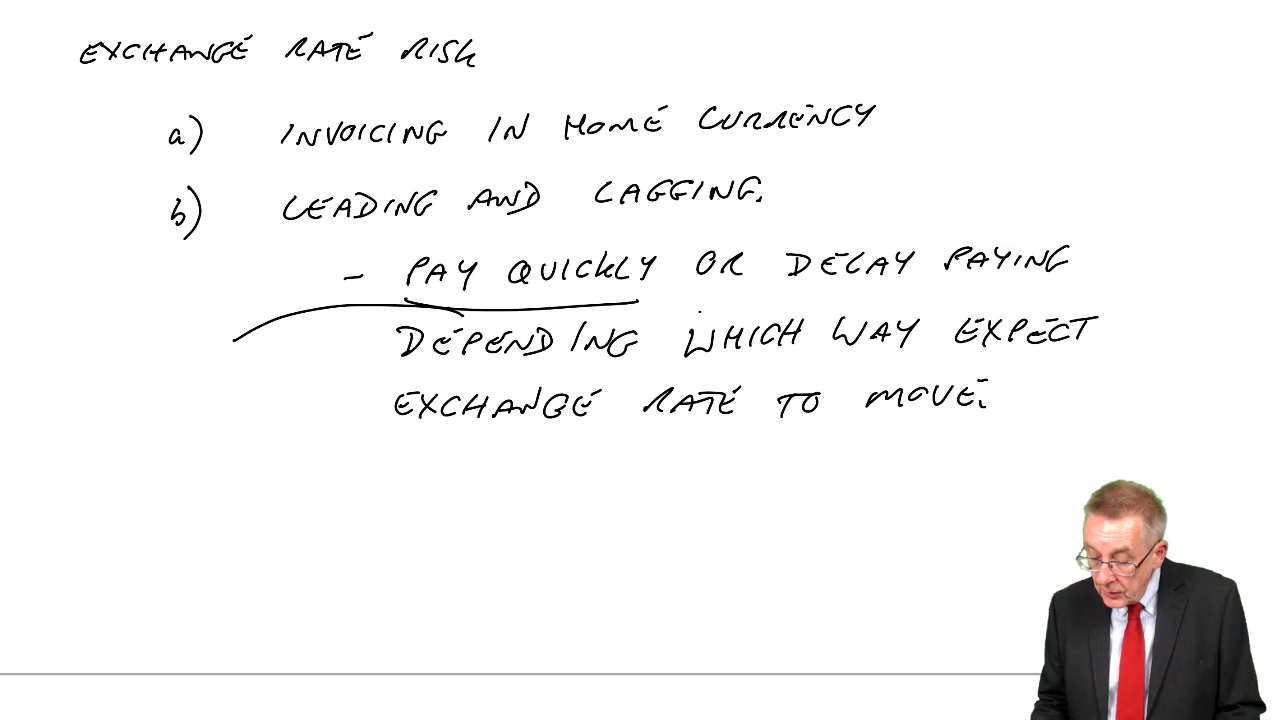 EXCHANGE RATE RISK
a) INVOICING IN HOME CURRENCY
b) LEADING AND LAGGING.
- PAY QUICKLY OR DELAY PAYING
DEPENDING WHICH WAY EXPECT
EXCHANGE RATE TO MOVE.